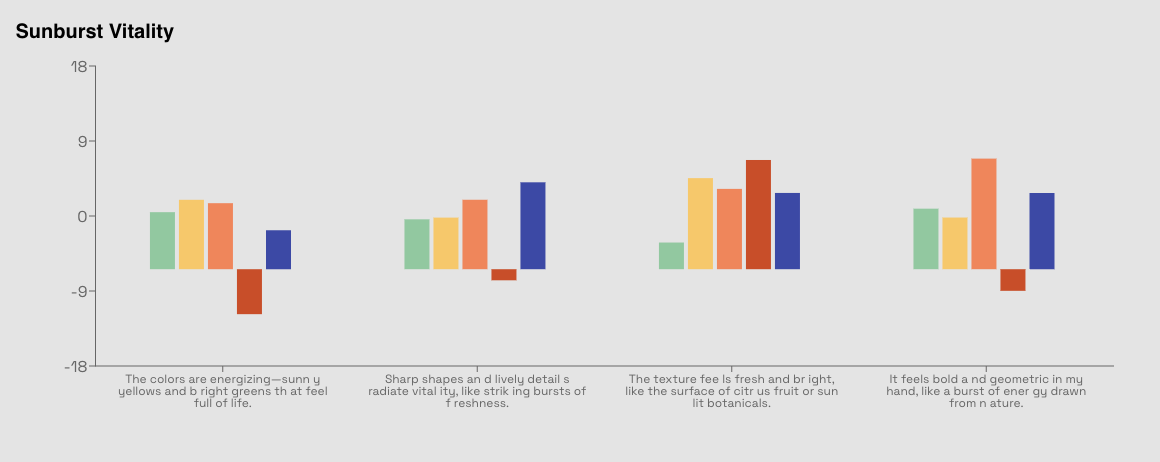 Sunburst Vitality
18
9
0
-9
-18
The colors are energizing—sunn y
yellows and b right greens th at feel
full of life.
Sharp shapes an d lively detail s
radiate vital ity, like strik ing bursts of
f reshness.
The texture fee ls fresh and br ight,
like the surface of citr us fruit or sun
lit botanicals.
It feels bold a nd geometric in my
hand, like a burst of ener gy drawn
from n ature.